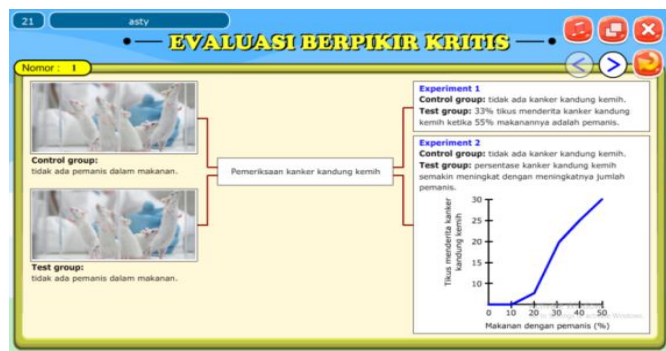 21
asty
EVALUASI BERPIKIR KRITIS
Nomor : 1
Control group:
tidak ada pemanis dalam makanan.
Test group:
tidak ada pemanis dalam makanan.
Pemeriksaan kanker kandung kemih
Experiment 1
Control group: tidak ada kanker kandung kemih.
Test group: 33% tikus menderita kanker kandung
kemih ketika 55% makanannya adalah pemanis.
Experiment 2
Control group: tidak ada kanker kandung kemih.
Test group: persentase kanker kandung kemih
semakin meningkat dengan meningkatnya jumlah
pemanis.
Tikus menderita kanker
kandung kemih
30
25
20
15
10
0 10 20 30 40 50
Makanan dengan pemanis (%)